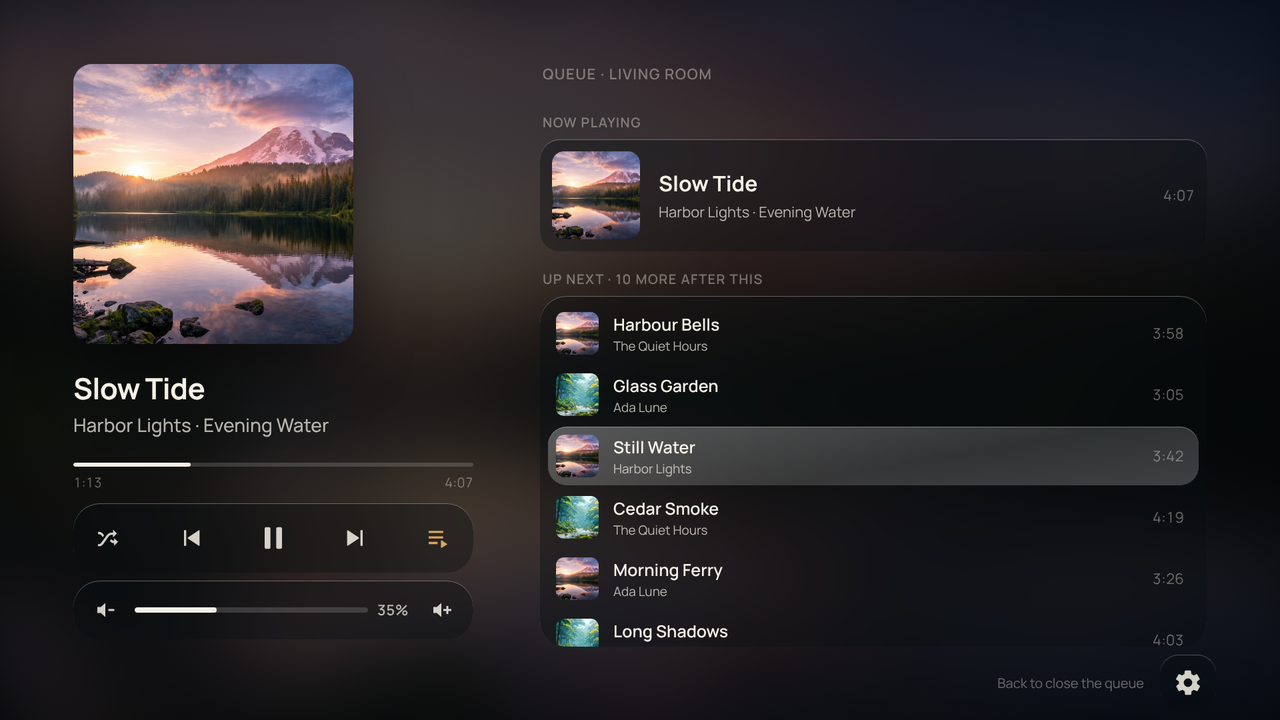 Slow Tide
Harbor Lights · Evening Water
1:13
4:07
35%
QUEUE · LIVING ROOM
NOW PLAYING
Slow Tide
Harbor Lights · Evening Water
4:07
UP NEXT · 10 MORE AFTER THIS
Harbour Bells
The Quiet Hours
3:58
Glass Garden
Ada Lune
3:05
Still Water
Harbor Lights
3:42
Cedar Smoke
The Quiet Hours
4:19
Morning Ferry
Ada Lune
3:26
Long Shadows
4:03
Back to close the queue